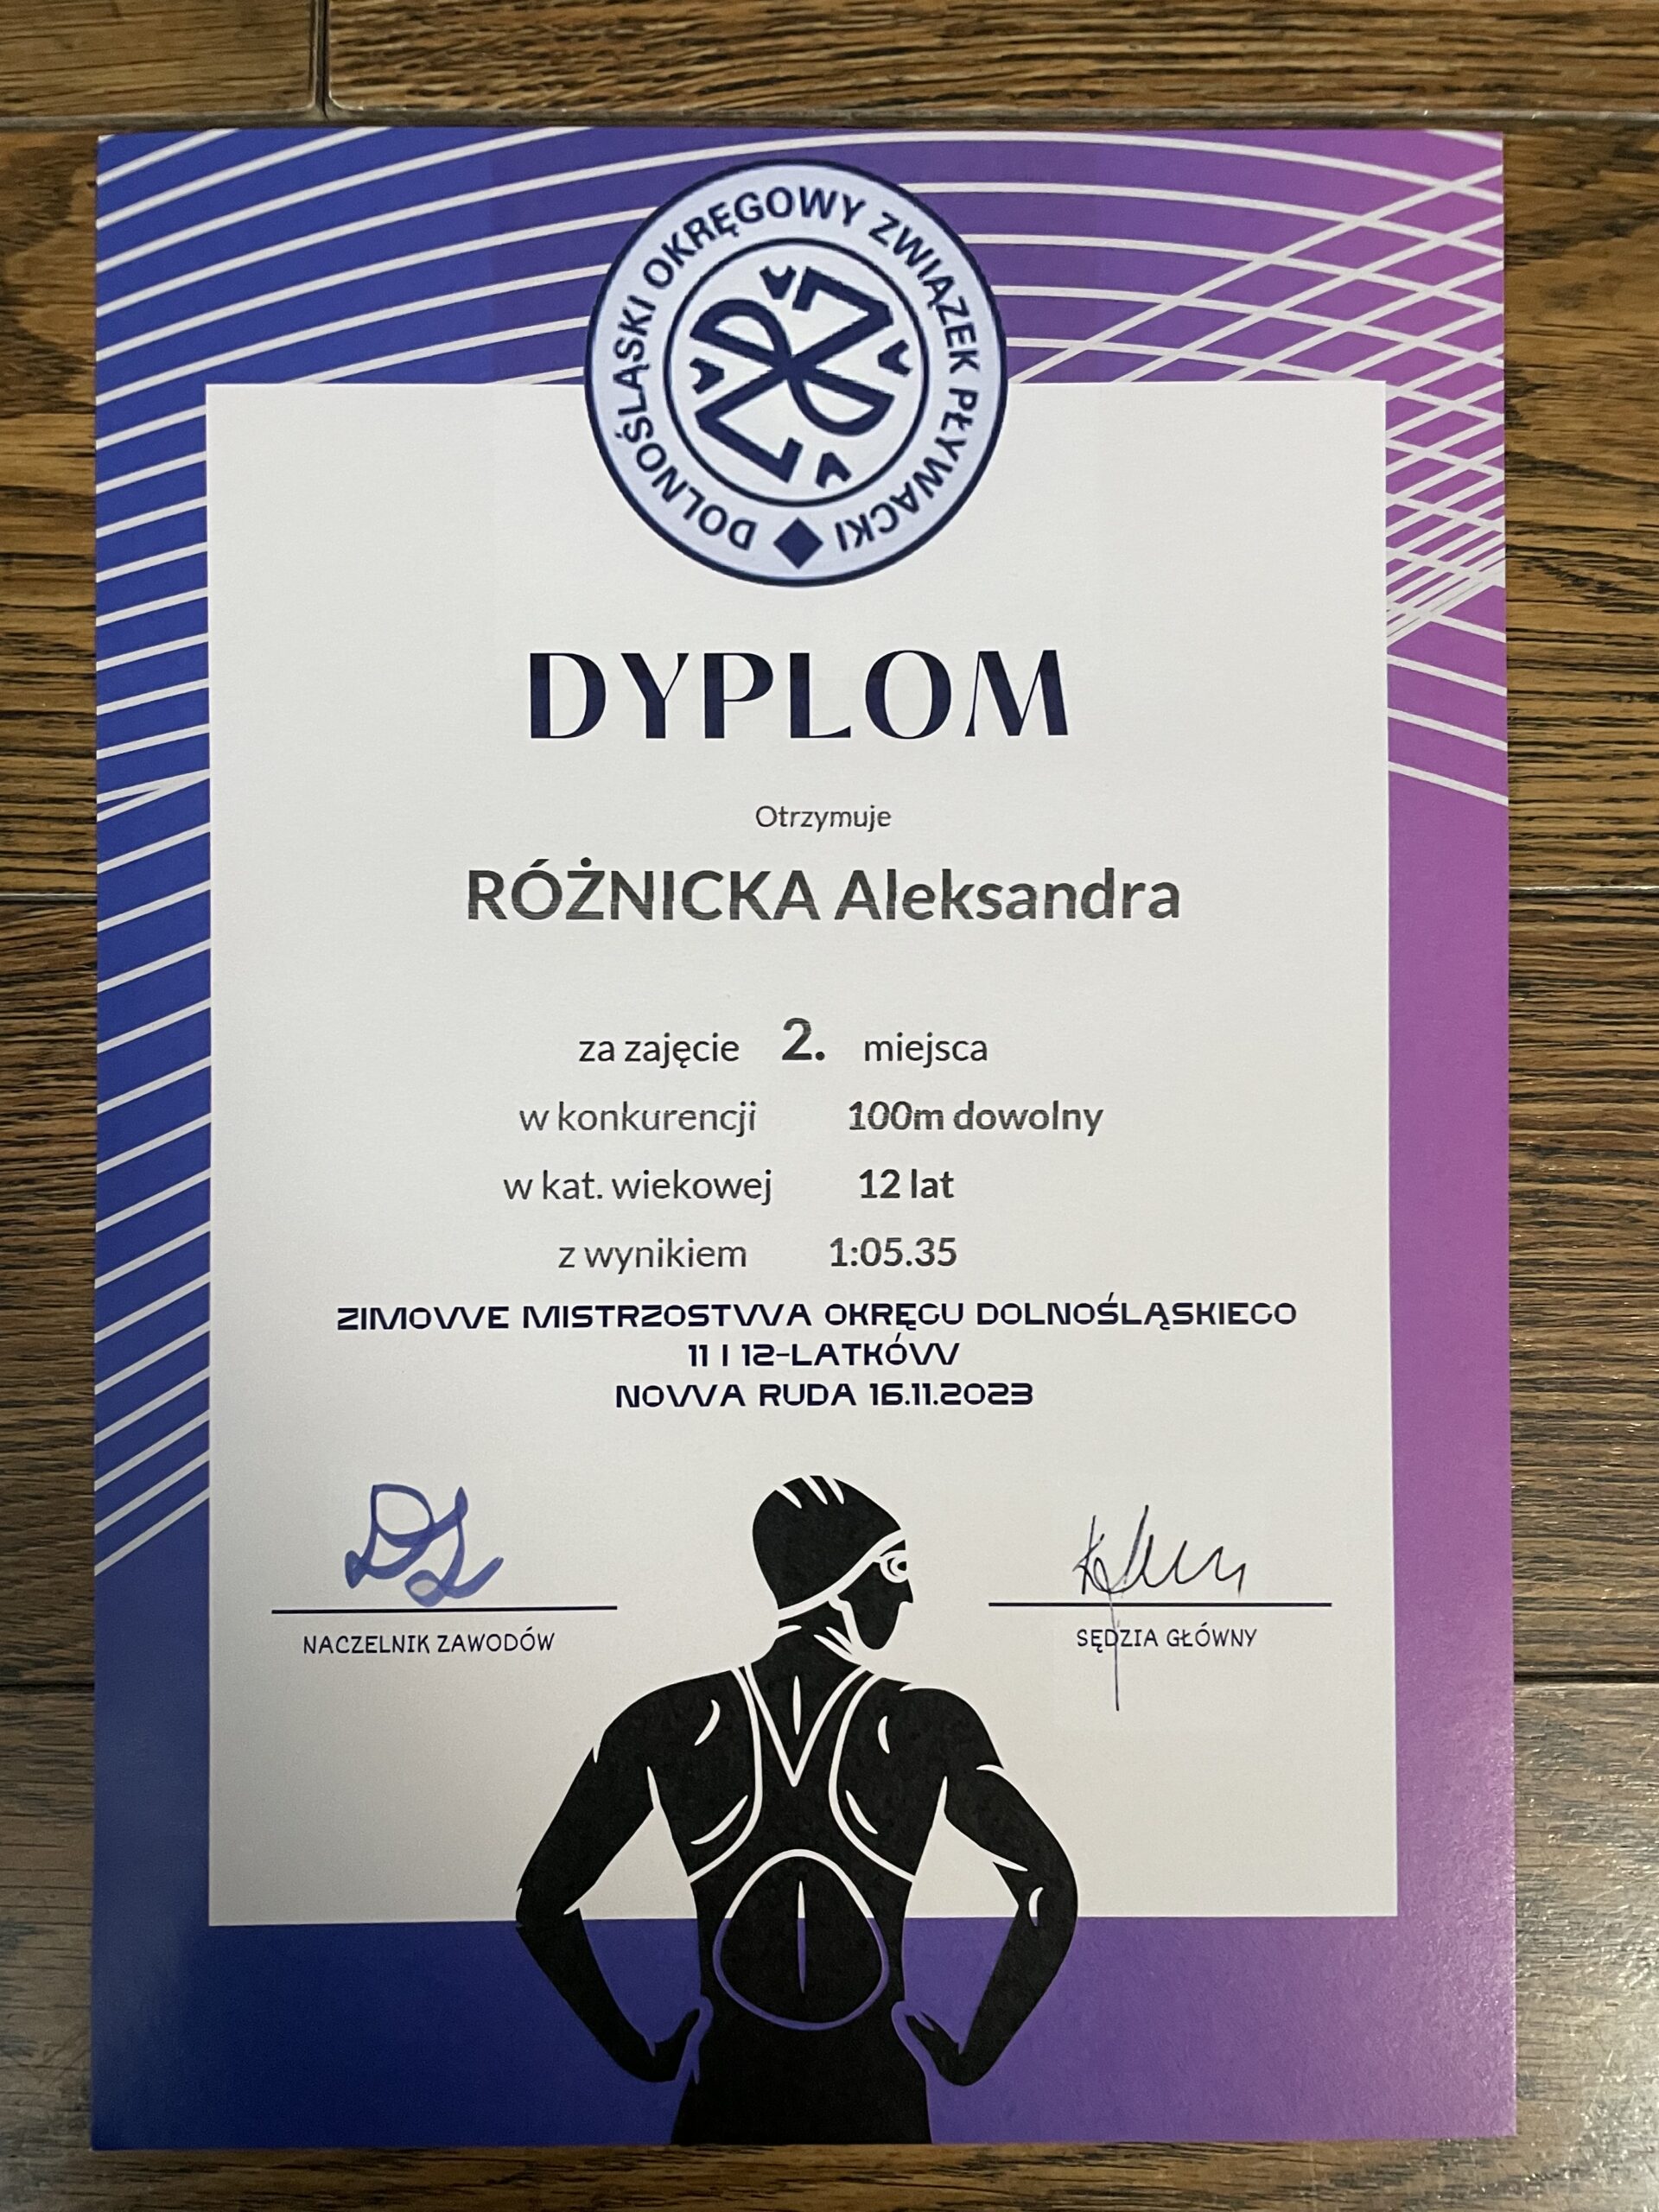 DOLNOŚLĄSKI OKRĘGOWY ZWIĄZEK PŁYWACKI
DYPLOM
Otrzymuje
RÓŻNICKA Aleksandra
za zajęcie 2. miejsca
w konkurencji 100m dowolny
w kat. wiekowej 12 lat
z wynikiem 1:05.35
ZIMOWE MISTRZOSTWA OKRĘGU DOLNOŚLĄSKIEGO
11 I 12-LATKÓW
NOWA RUDA 16.11.2023
NACZELNIK ZAWODÓW
SĘDZIA GŁÓWNY